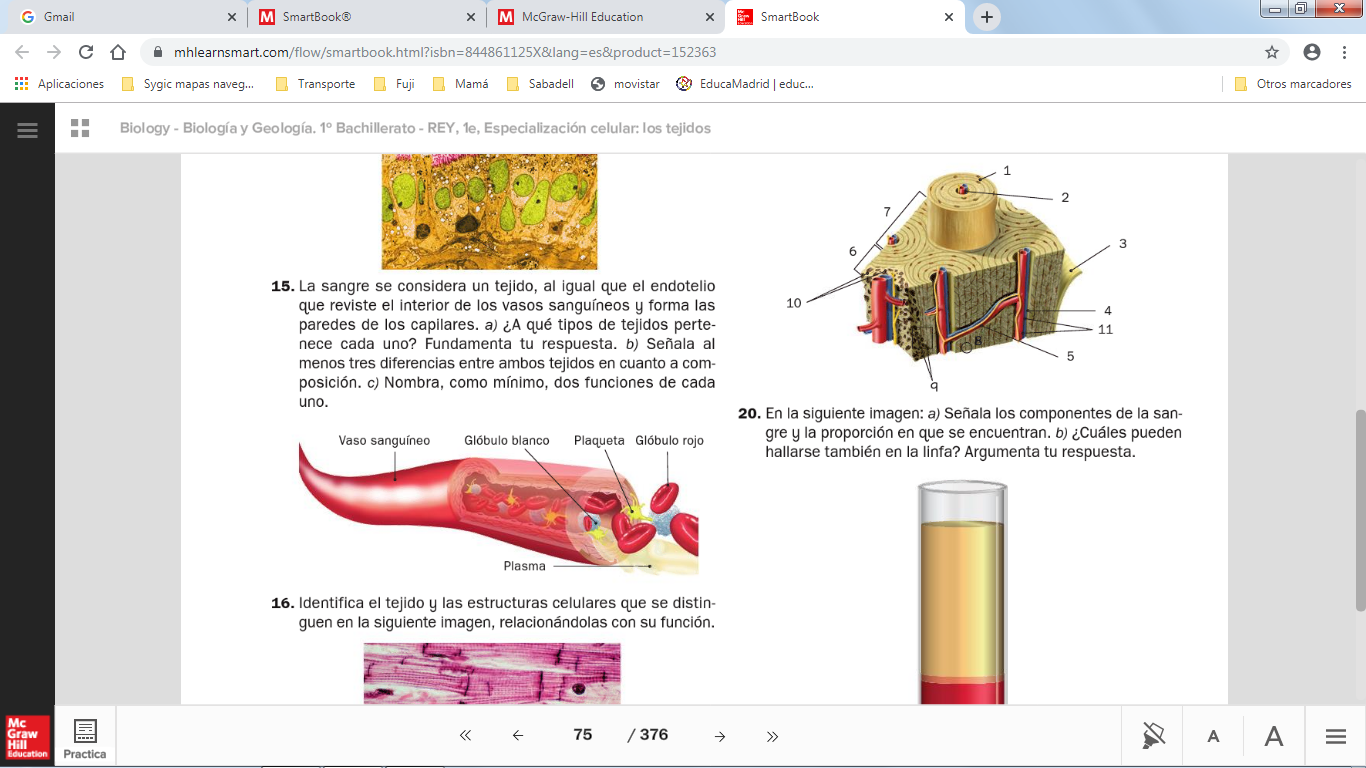 Gmail
SmartBook®
McGraw-Hill Education
SmartBook
mhlearnsmart.com/flow/smartbook.html?isbn=844861125X&lang=es&product=152363
Aplicaciones
Sygic mapas naveg...
Transporte
Fuji
Mamá
Sabadell
movistar
EducaMadrid | educ...
Otros marcadores
Biology - Biología y Geología. 1º Bachillerato - REY, 1e, Especialización celular: los tejidos
15. La sangre se considera un tejido, al igual que el endotelio
que reviste el interior de los vasos sanguíneos y forma las
paredes de los capilares. a) ¿A qué tipos de tejidos perte-
nece cada uno? Fundamenta tu respuesta. b) Señala al
menos tres diferencias entre ambos tejidos en cuanto a com-
posición. c) Nombra, como mínimo, dos funciones de cada
uno.
Vaso sanguíneo
Glóbulo blanco
Plaqueta
Glóbulo rojo
Plasma
16. Identifica el tejido y las estructuras celulares que se distin-
guen en la siguiente imagen, relacionándolas con su función.
1
2
7
3
6
10
4
11
8
5
9
20. En la siguiente imagen: a) Señala los componentes de la san-
gre y la proporción en que se encuentran. b) ¿Cuáles pueden
hallarse también en la linfa? Argumenta tu respuesta.
Mc
Graw
Hill
Education
Practica
75 / 376
A
A